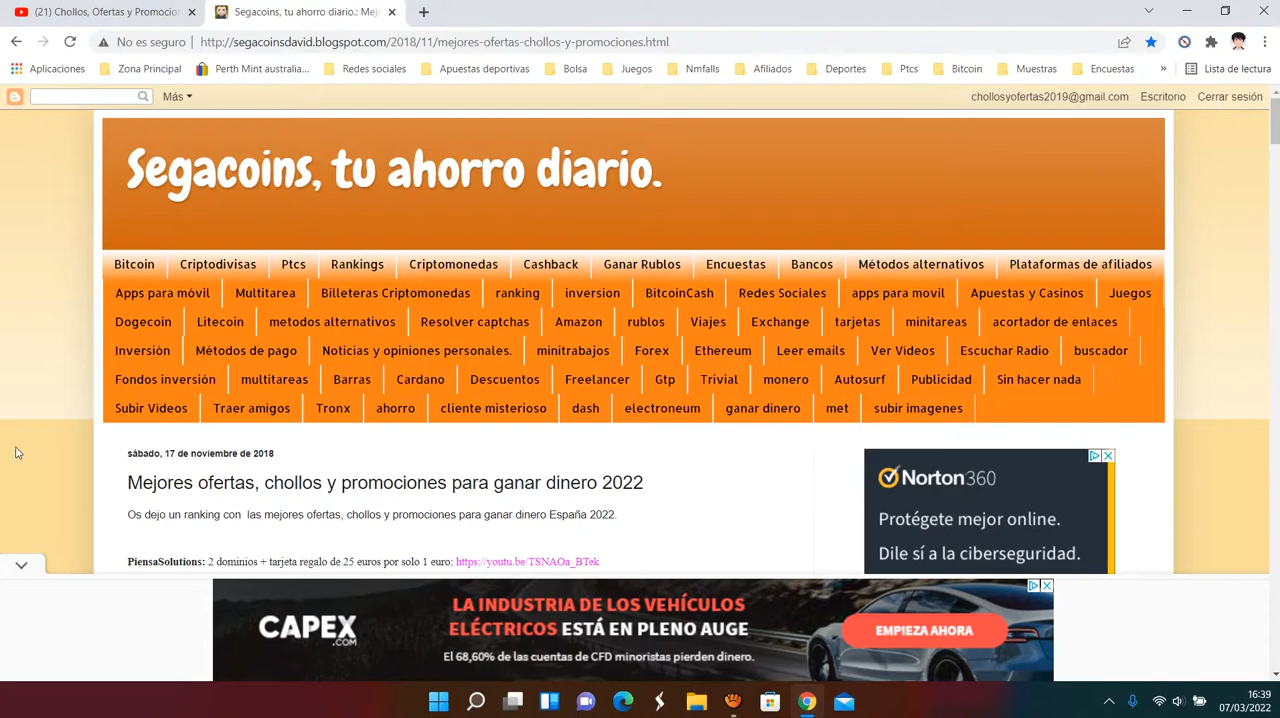 (21) Chollos, Ofertas y Promocion
Segacoins, tu ahorro diario.: Mej
No es seguro | http://segacoinsdavid.blogspot.com/2018/11/mejores-ofertas-chollos-y-promociones.html
Aplicaciones Zona Principal Perth Mint australia... Redes sociales Apuestas deportivas Bolsa Juegos Nmfalls Afiliados Deportes Ptcs Bitcoin Muestras Encuestas » Lista de lectura
Más chollosyofertas2019@gmail.com Escritorio Cerrar sesión
Segacoins, tu ahorro diario.
Bitcoin Criptodivisas Ptcs Rankings Criptomonedas Cashback Ganar Rublos Encuestas Bancos Métodos alternativos Plataformas de afiliados
Apps para móvil Multitarea Billeteras Criptomonedas ranking inversion BitcoinCash Redes Sociales apps para movil Apuestas y Casinos Juegos
Dogecoin Litecoin metodos alternativos Resolver captchas Amazon rublos Viajes Exchange tarjetas minitareas acortador de enlaces
Inversión Métodos de pago Noticias y opiniones personales. minitrabajos Forex Ethereum Leer emails Ver Videos Escuchar Radio buscador
Fondos inversión multitareas Barras Cardano Descuentos Freelancer Gtp Trivial monero Autosurf Publicidad Sin hacer nada
Subir Videos Traer amigos Tronx ahorro cliente misterioso dash electroneum ganar dinero met subir imagenes
sábado, 17 de noviembre de 2018
Mejores ofertas, chollos y promociones para ganar dinero 2022
Os dejo un ranking con las mejores ofertas, chollos y promociones para ganar dinero España 2022.
PiensaSolutions: 2 dominios + tarjeta regalo de 25 euros por solo 1 euro: https://youtu.be/TSNAOa_BTek
Norton360
Protégete mejor online.
Dile sí a la ciberseguridad.
CAPEX
.COM
LA INDUSTRIA DE LOS VEHÍCULOS
ELÉCTRICOS ESTÁ EN PLENO AUGE
El 68,60% de las cuentas de CFD minoristas pierden dinero.
EMPIEZA AHORA
16:39
07/03/2022